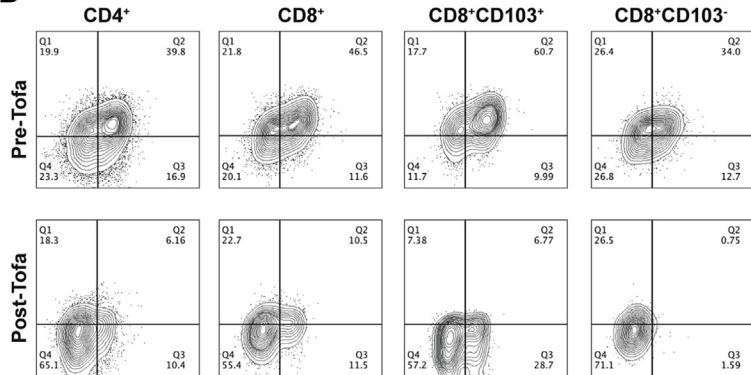 CD4+ CD8+ CD8+CD103+ CD8+CD103-
Pre-Tofa
Q1 Q2 Q1 Q2 Q1 Q2 Q1 Q2
19.9 39.8 21.8 46.5 17.7 60.7 26.4 34.0
Q4 Q3 Q4 Q3 Q4 Q3 Q4 Q3
23.3 16.9 20.1 11.6 11.7 9.99 26.8 12.7
Post-Tofa
Q1 Q2 Q1 Q2 Q1 Q2 Q1 Q2
18.3 6.16 22.7 10.5 7.38 6.77 26.5 0.75
Q4 Q3 Q4 Q3 Q4 Q3 Q4 Q3
65.1 10.4 55.4 11.5 57.2 28.7 71.1 1.59